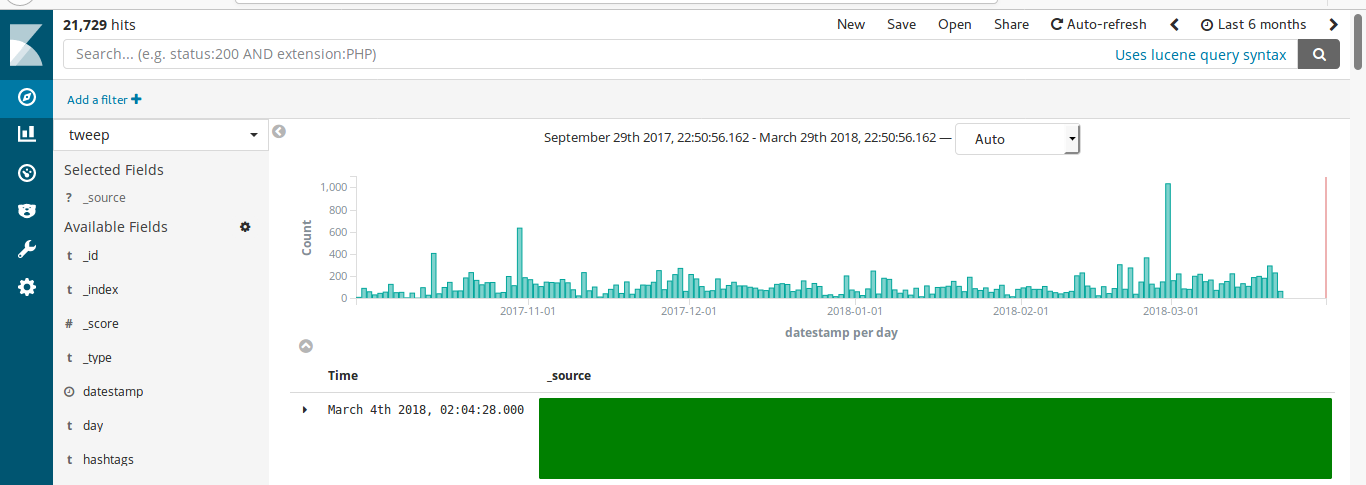 21,729 hits
New Save Open Share Auto-refresh Last 6 months
Search... (e.g. status:200 AND extension:PHP) Uses lucene query syntax
Add a filter
tweep
September 29th 2017, 22:50:56.162 - March 29th 2018, 22:50:56.162 — Auto
Selected Fields
? _source
Available Fields
t _id
t _index
# _score
t _type
datestamp
t day
t hashtags
Count
1,000
800
600
400
200
0
2017-11-01 2017-12-01 2018-01-01 2018-02-01 2018-03-01
datestamp per day
Time _source
March 4th 2018, 02:04:28.000